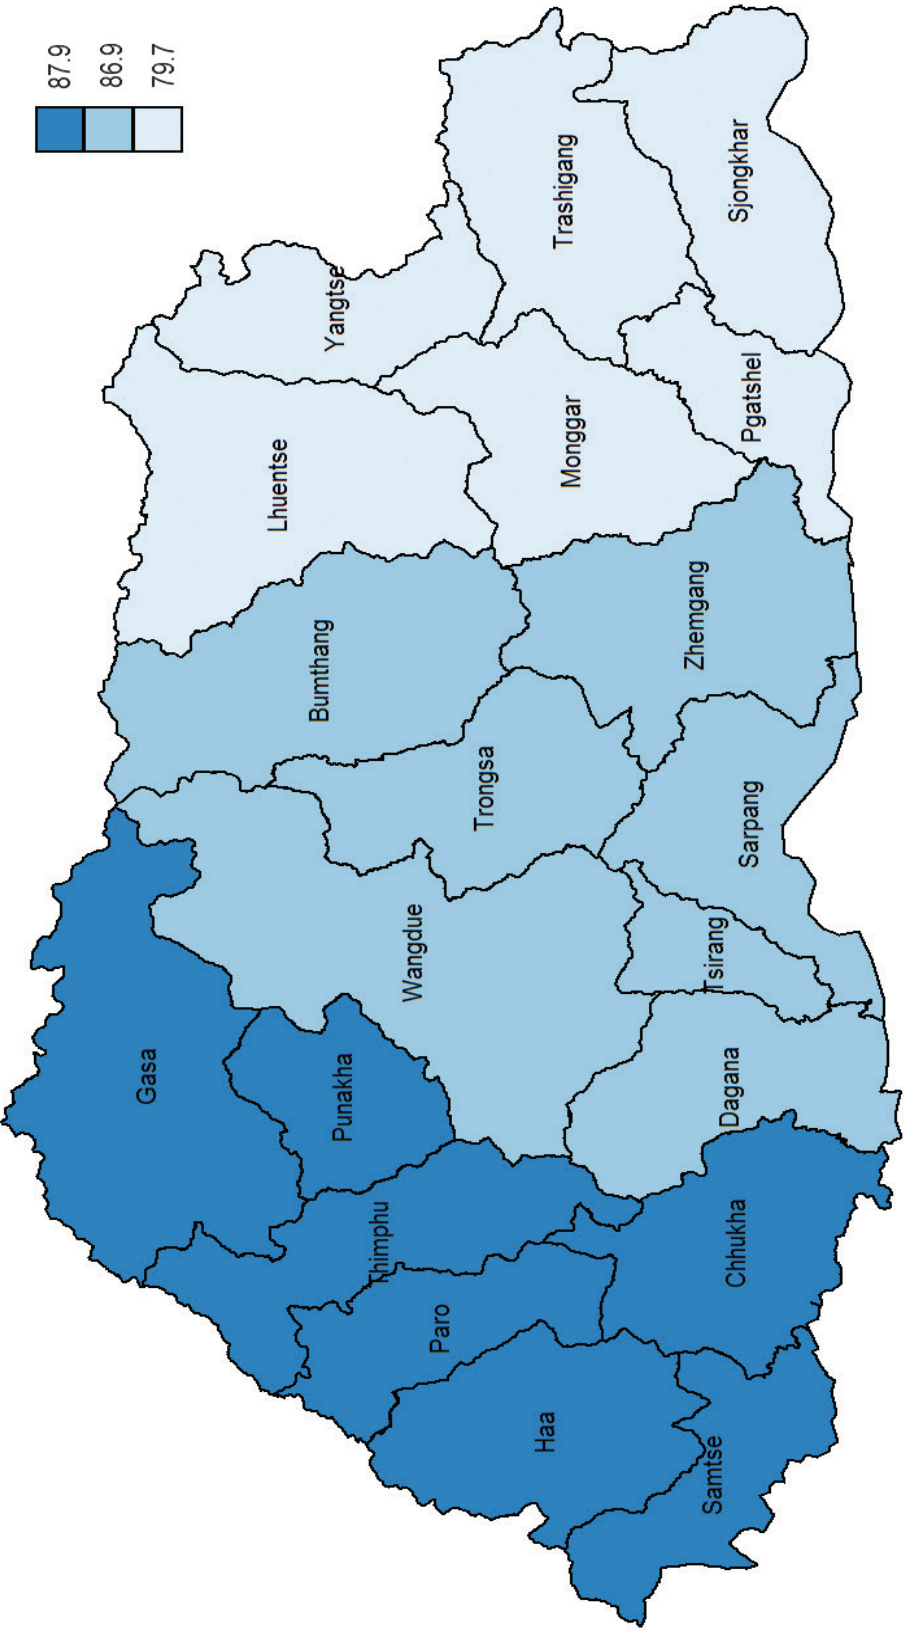 87.9
86.9
79.7
Gasa
Punakha
Thimphu
Paro
Haa
Samtse
Chhukha
Dagana
Tsirang
Wangdue
Sarpang
Trongsa
Bumthang
Zhemgang
Lhuentse
Monggar
Yangtse
Trashigang
Pgatshel
Sjongkhar